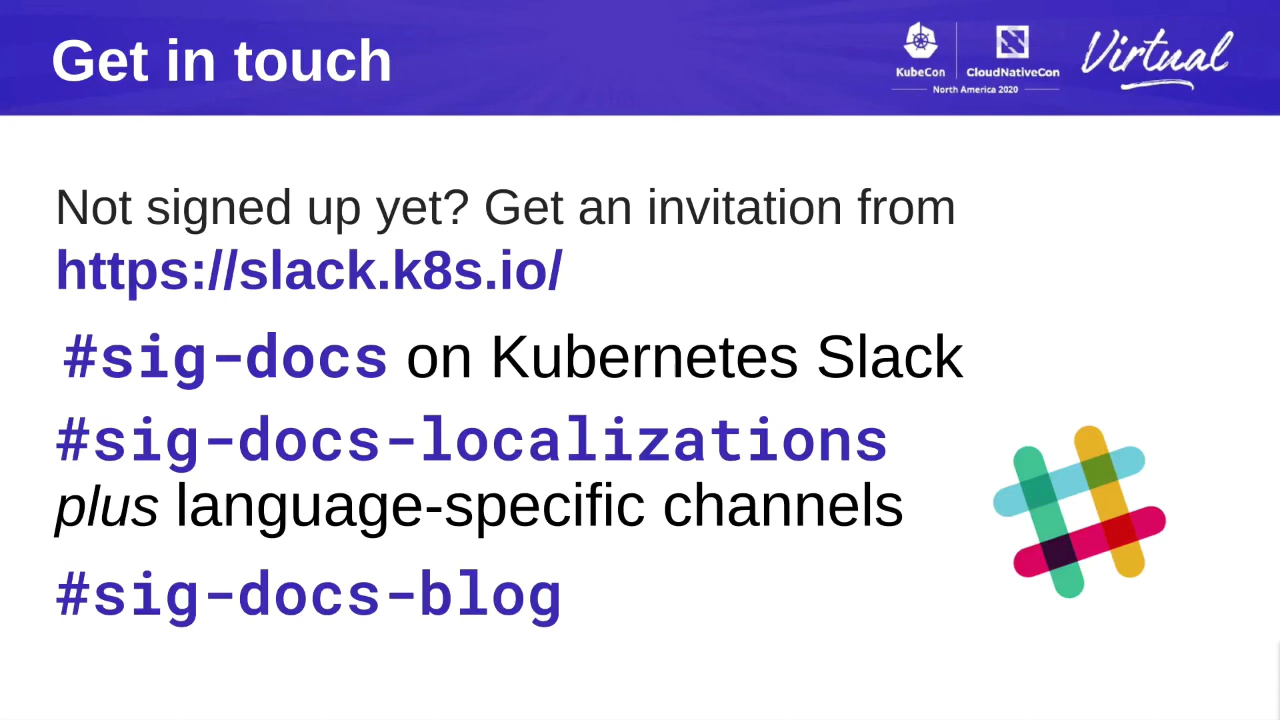 Get in touch
KubeCon
CloudNativeCon
North America 2020
Virtual
Not signed up yet? Get an invitation from
https://slack.k8s.io/
#sig-docs on Kubernetes Slack
#sig-docs-localizations
plus language-specific channels
#sig-docs-blog